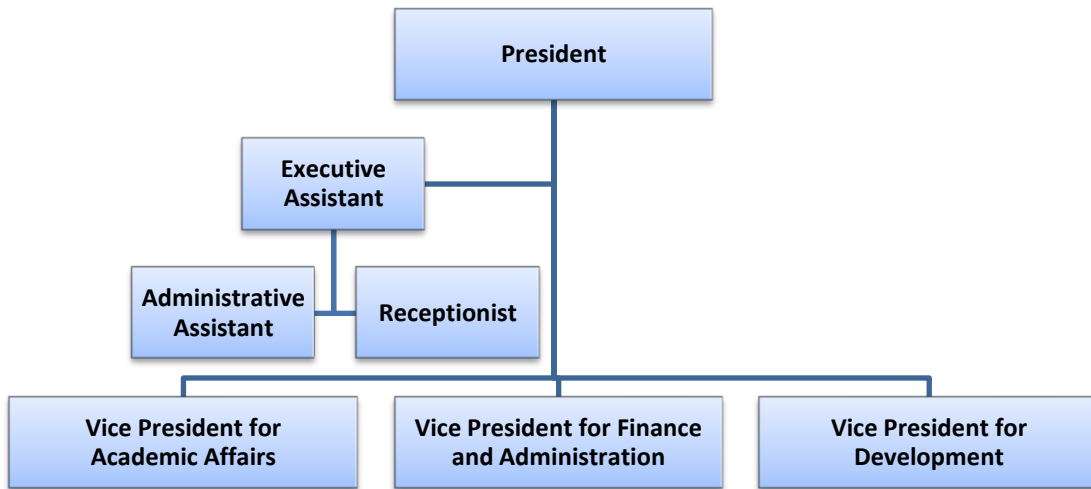 President
Executive
Assistant
Administrative
Assistant
Receptionist
Vice President for
Academic Affairs
Vice President for Finance
and Administration
Vice President for
Development